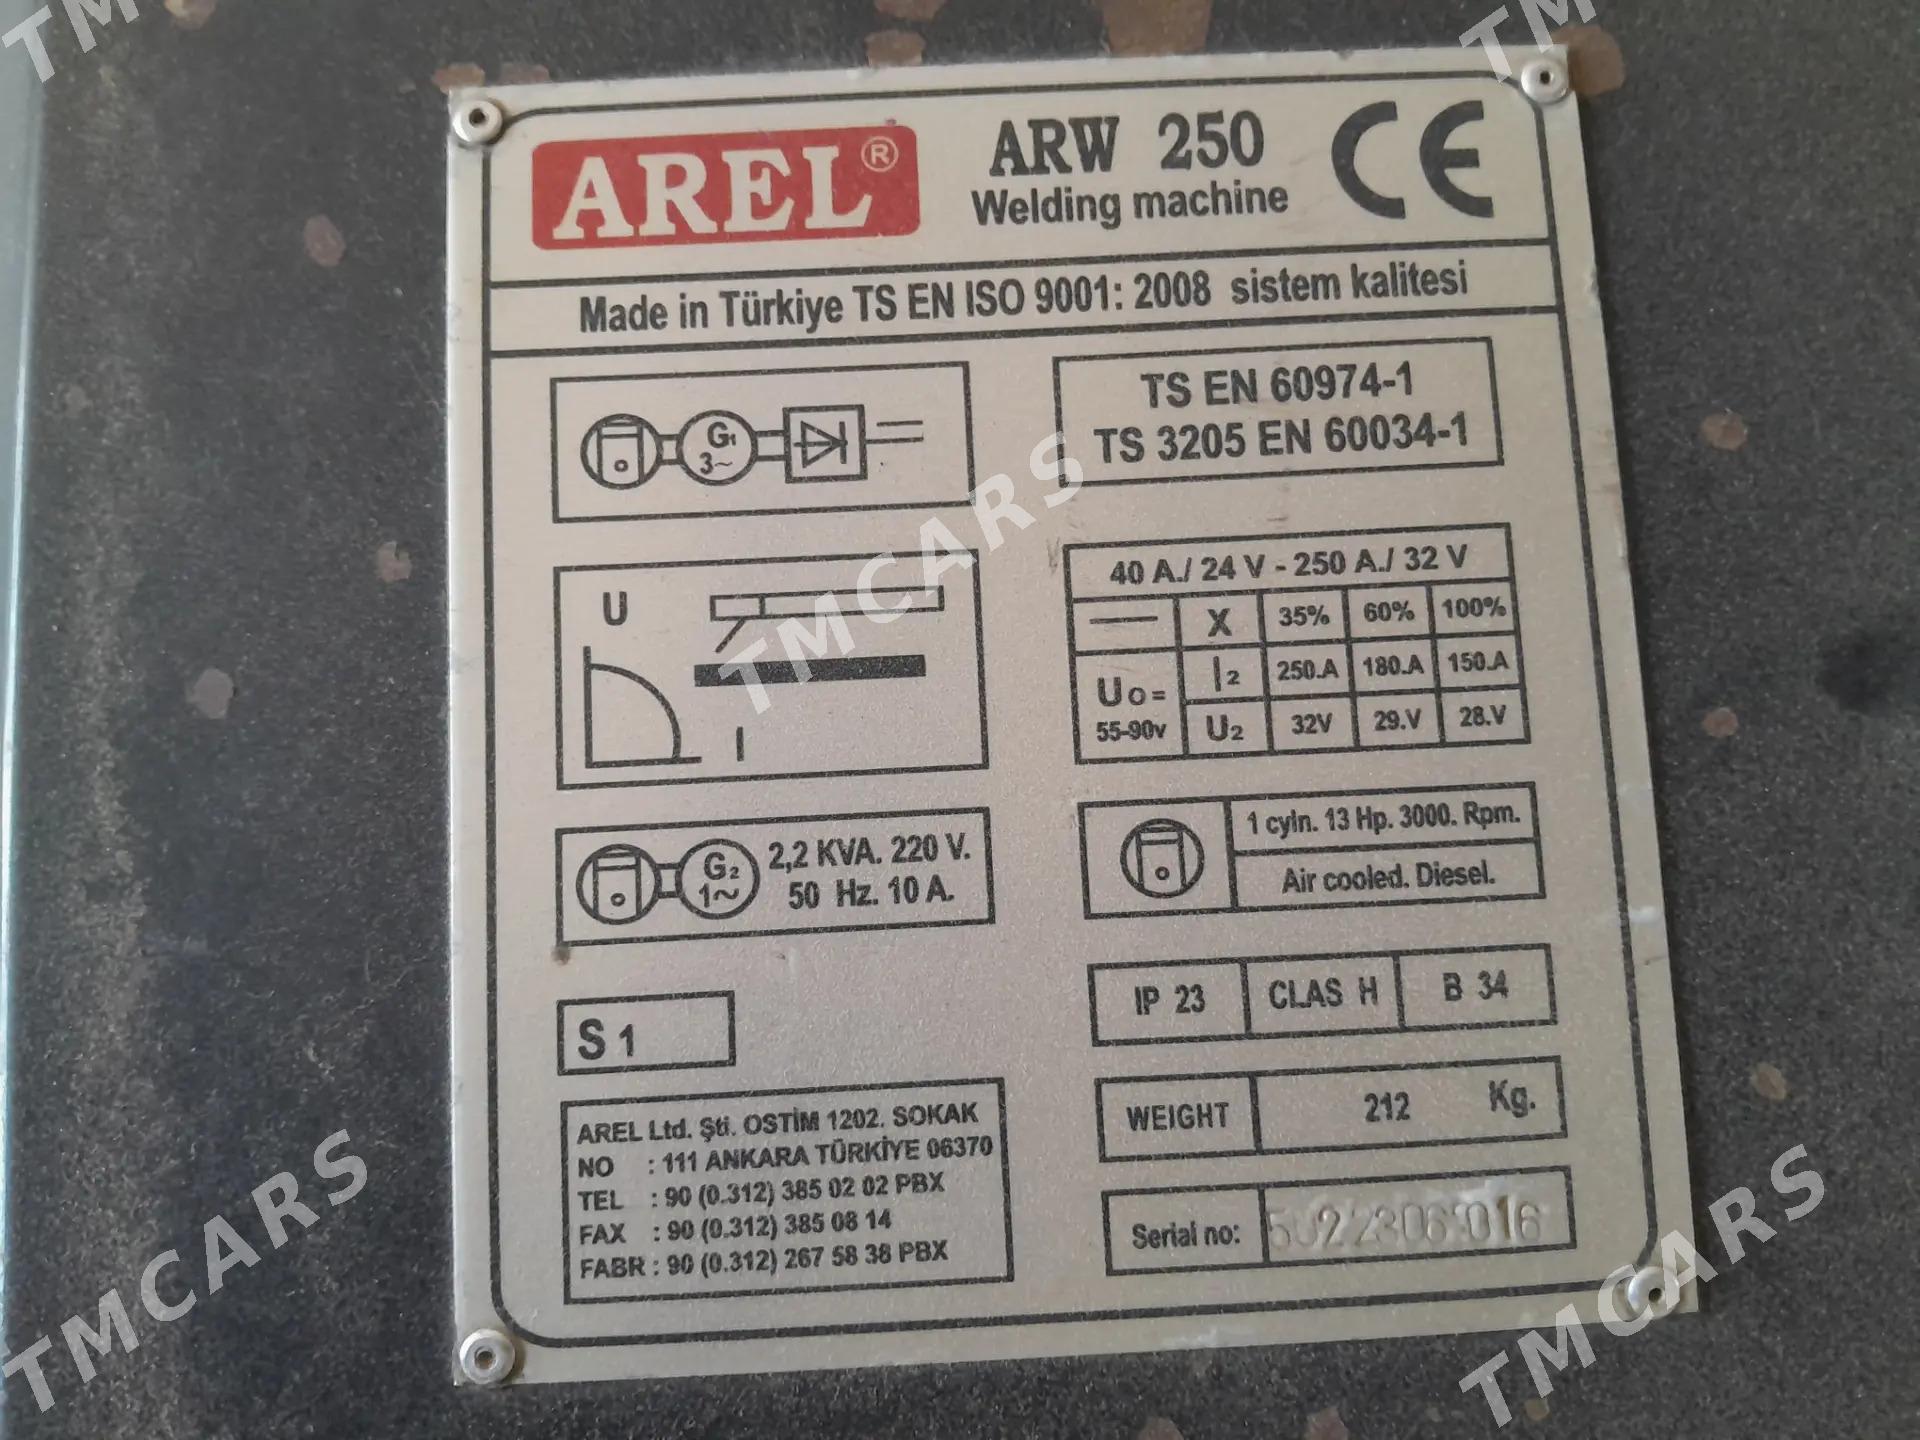 AREL®
ARW 250
Welding machine
CE
Made in Türkiye TS EN ISO 9001: 2008 sistem kalitesi
G1
3~
TS EN 60974-1
TS 3205 EN 60034-1
U
I
40 A./ 24 V - 250 A./ 32 V
X 35% 60% 100%
I2 250.A 180.A 150.A
Uo=
55-90v
U2 32V 29.V 28.V
G2
1~
2,2 KVA. 220 V.
50 Hz. 10 A.
1 cyln. 13 Hp. 3000. Rpm.
Air cooled. Diesel.
S 1
IP 23 CLAS H B 34
WEIGHT 212 Kg.
AREL Ltd. Şti. OSTİM 1202. SOKAK
NO : 111 ANKARA TÜRKİYE 06370
TEL : 90 (0.312) 385 02 02 PBX
FAX : 90 (0.312) 385 08 14
FABR : 90 (0.312) 267 58 38 PBX
Serial no:
TMCARS
TMCARS
TMCARS